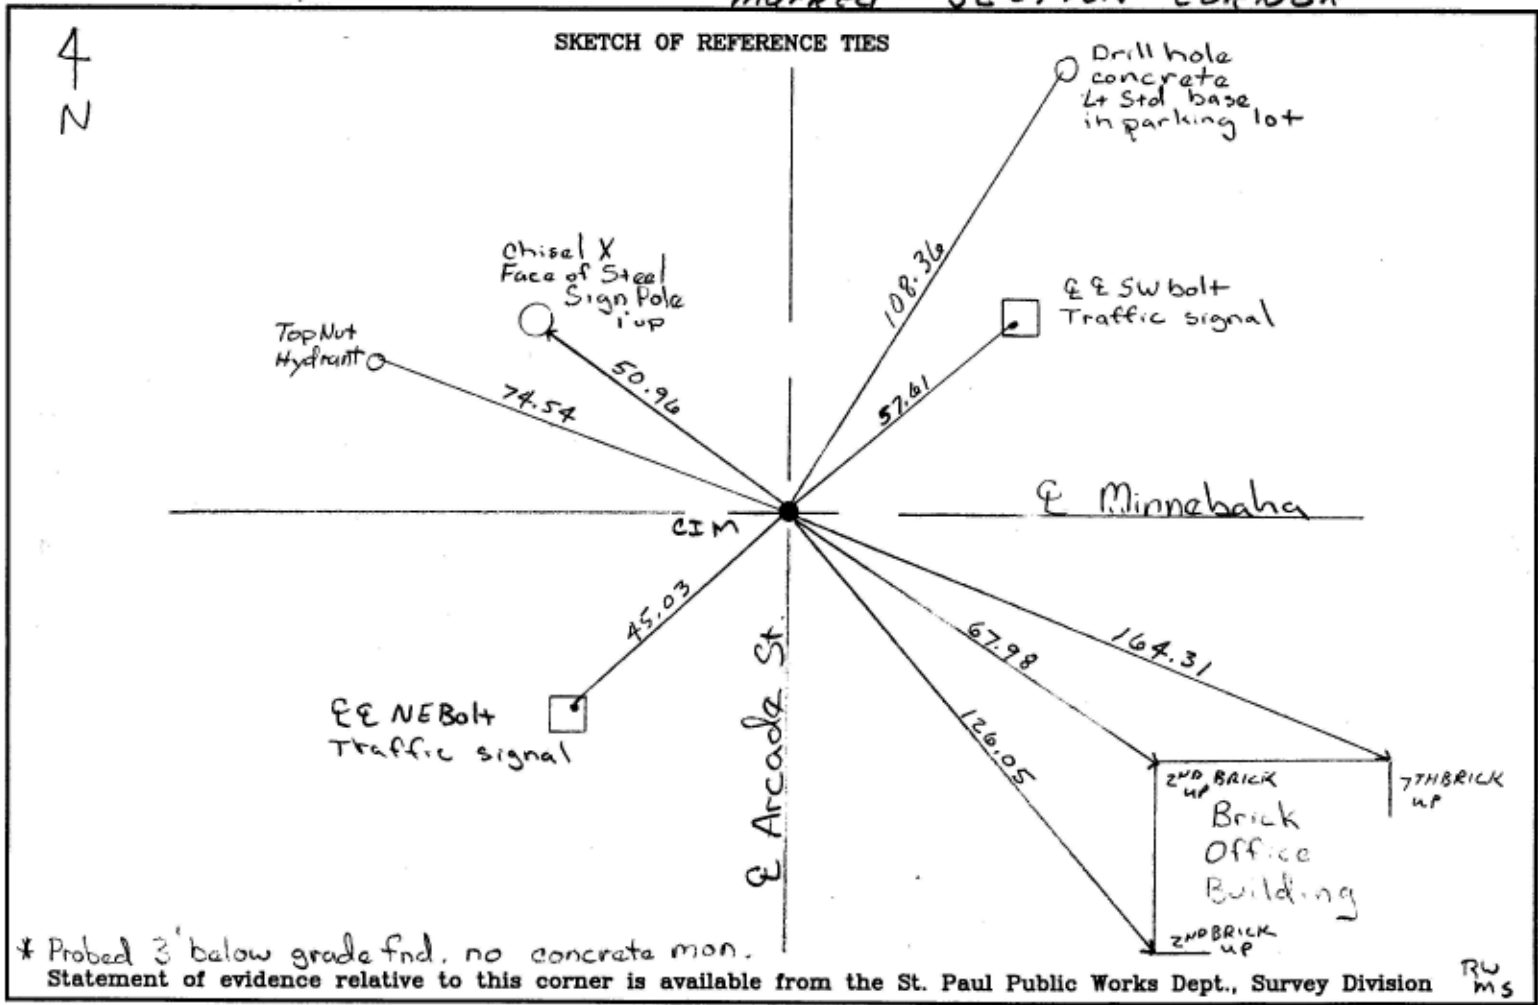 SKETCH OF REFERENCE TIES
N
Drill hole
concrete
Lt Std base
in parking lot
Chisel X
Face of Steel
Sign Pole
1' up
℄ ℄ SW bolt
Traffic signal
Top Nut
Hydrant
108.36
50.96
57.61
74.54
℄ Minnebaha
CIM
45.03
67.98
164.31
℄ ℄ NE Bolt
Traffic signal
126.05
℄ Arcade St.
2ND BRICK
UP
7TH BRICK
UP
Brick
Office
Building
2ND BRICK
UP
* Probed 3' below grade fnd. no concrete mon.
Statement of evidence relative to this corner is available from the St. Paul Public Works Dept., Survey Division
RW
MS